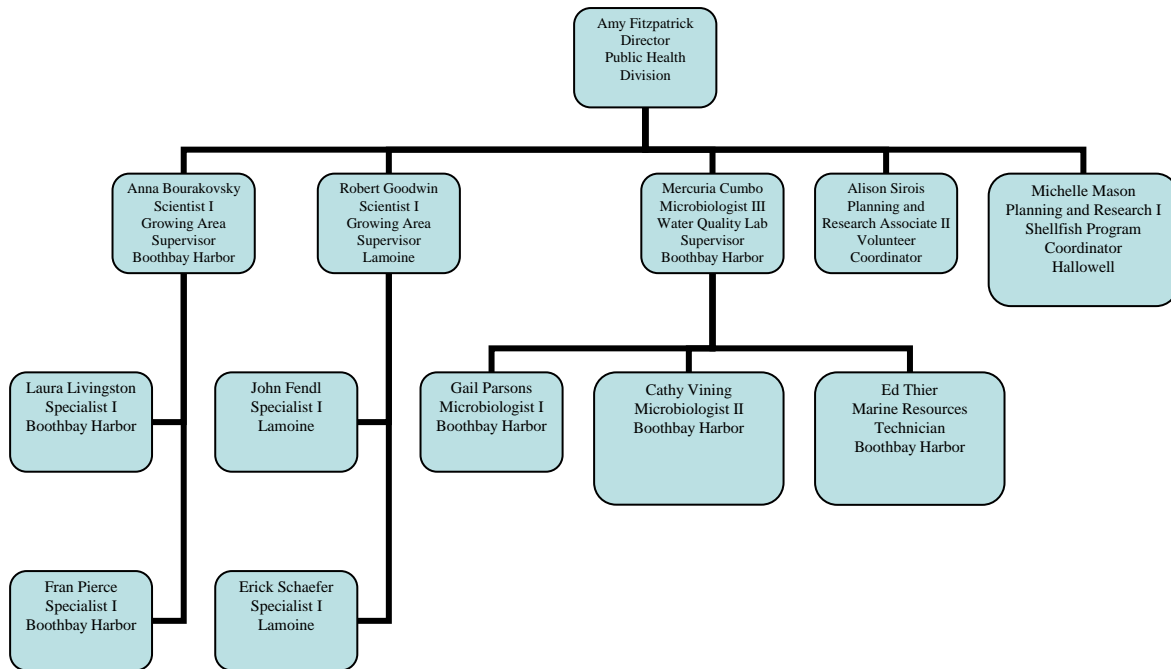 Amy Fitzpatrick
Director
Public Health
Division
Anna Bourakovsky
Scientist I
Growing Area
Supervisor
Boothbay Harbor
Robert Goodwin
Scientist I
Growing Area
Supervisor
Lamoine
Mercuria Cumbo
Microbiologist III
Water Quality Lab
Supervisor
Boothbay Harbor
Alison Sirois
Planning and
Research Associate II
Volunteer
Coordinator
Michelle Mason
Planning and Research I
Shellfish Program
Coordinator
Hallowell
Laura Livingston
Specialist I
Boothbay Harbor
John Fendl
Specialist I
Lamoine
Gail Parsons
Microbiologist I
Boothbay Harbor
Cathy Vining
Microbiologist II
Boothbay Harbor
Ed Thier
Marine Resources
Technician
Boothbay Harbor
Fran Pierce
Specialist I
Boothbay Harbor
Erick Schaefer
Specialist I
Lamoine